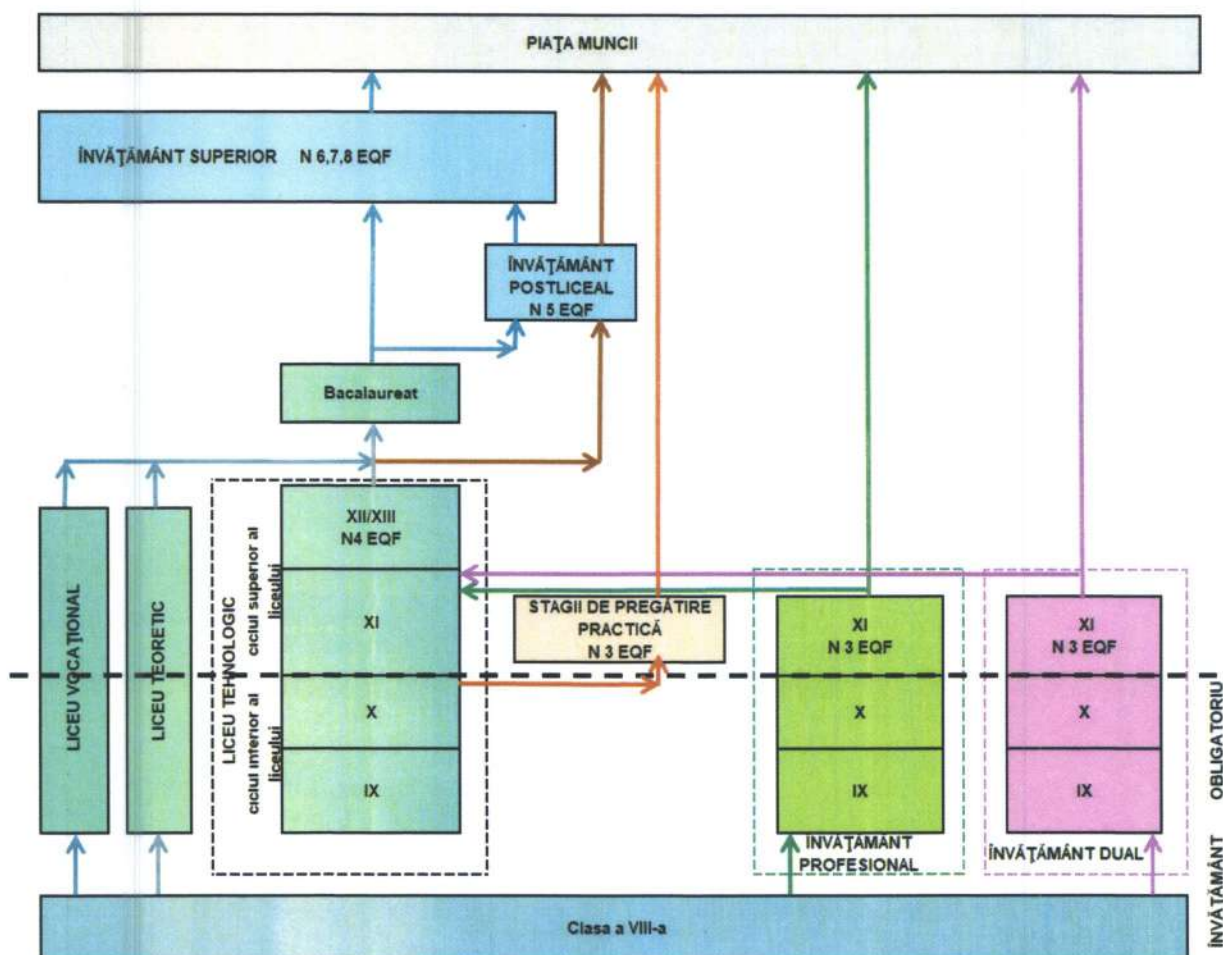 PIAŢA MUNCII
ÎNVĂŢĂMÂNT SUPERIOR N 6,7,8 EQF
ÎNVĂŢĂMÂNT
POSTLICEAL
N 5 EQF
Bacalaureat
LICEU VOCAŢIONAL
LICEU TEORETIC
LICEU TEHNOLOGIC
ciclul superior al
liceului
ciclul inferior al
liceului
XII/XIII
N4 EQF
XI
X
IX
STAGII DE PREGĂTIRE
PRACTICĂ
N 3 EQF
XI
N 3 EQF
X
IX
INVĂŢĂMÂNT
PROFESIONAL
XI
N 3 EQF
X
IX
ÎNVĂŢĂMÂNT DUAL
ÎNVĂŢĂMÂNT OBLIGATORIU
Clasa a VIII-a